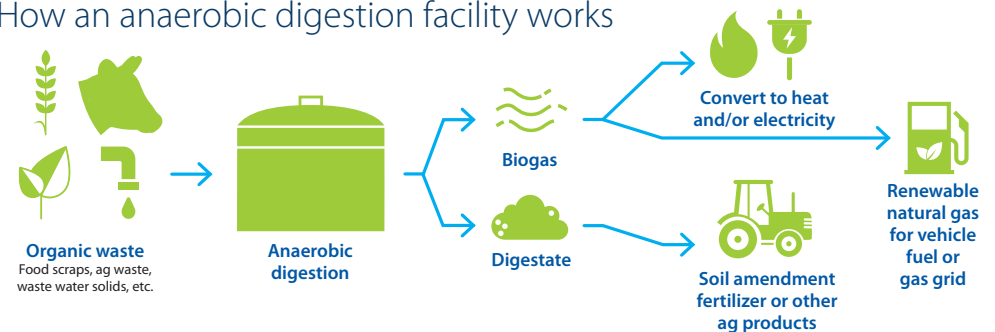 How an anaerobic digestion facility works
Organic waste
Food scraps, ag waste,
waste water solids, etc.
Anaerobic
digestion
Biogas
Digestate
Convert to heat
and/or electricity
Soil amendment
fertilizer or other
ag products
Renewable
natural gas
for vehicle
fuel or
gas grid